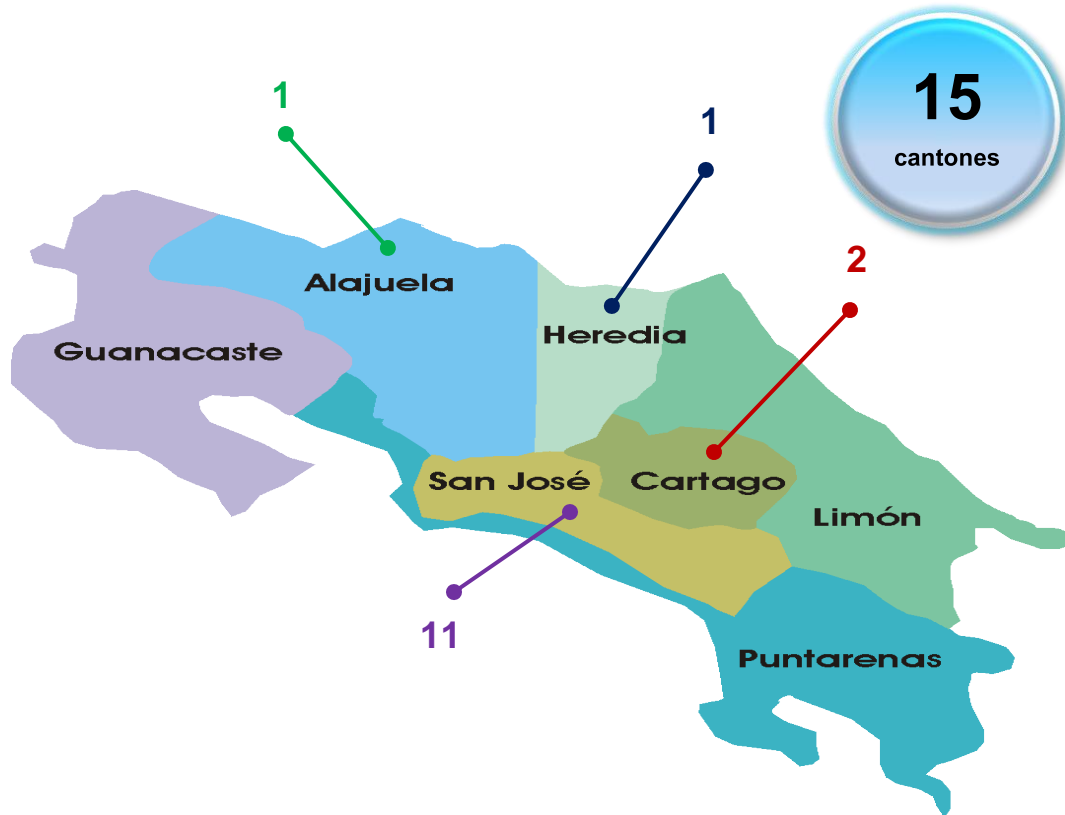 15
cantones
1
1
2
Alajuela
Heredia
Guanacaste
San José
Cartago
Limón
11
Puntarenas